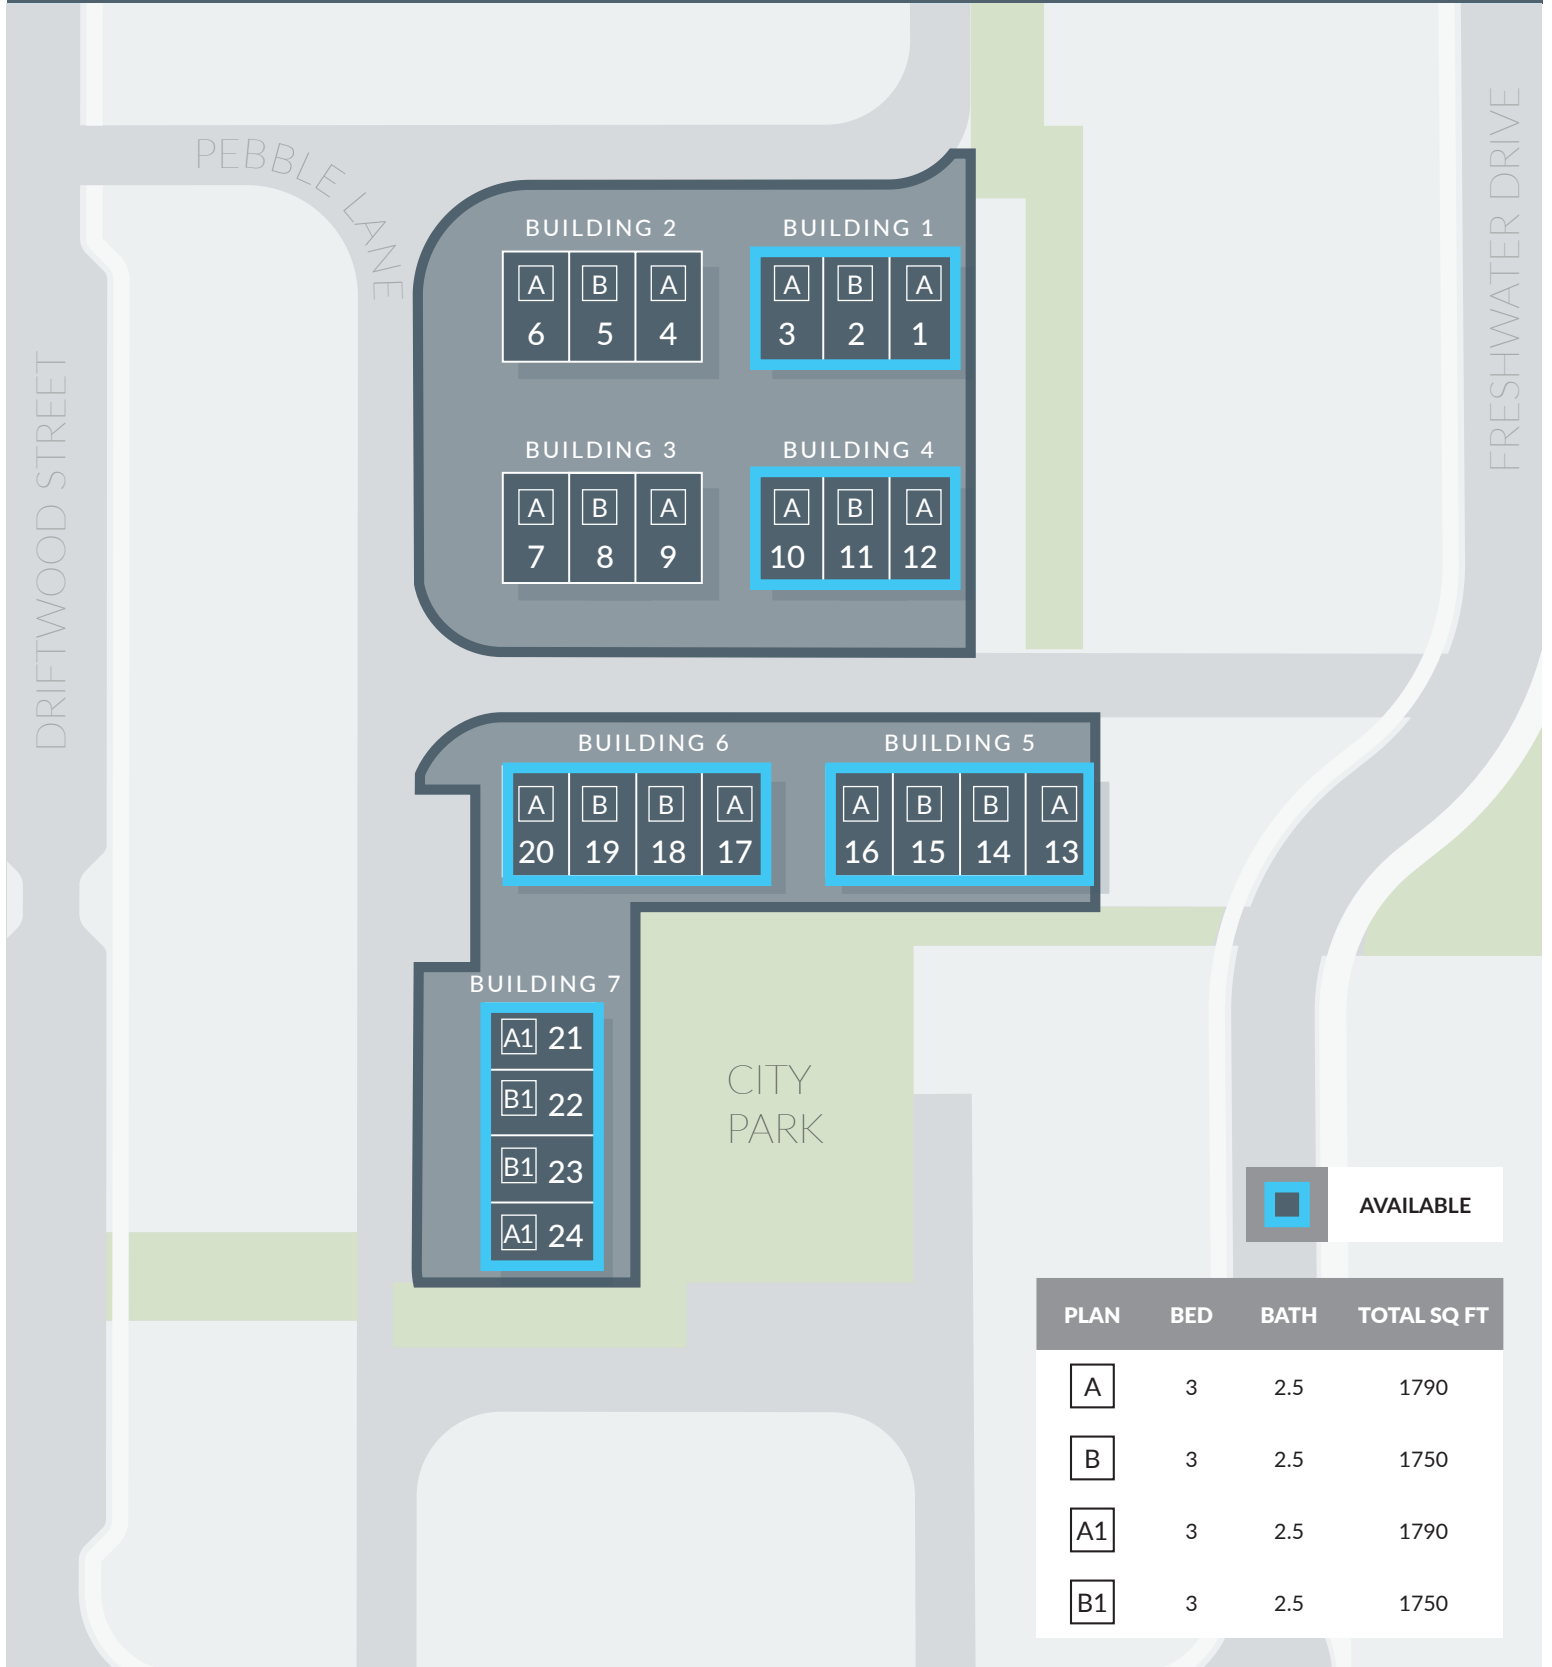 PEBBLE LANE
DRIFTWOOD STREET
FRESHWATER DRIVE
BUILDING 2
A B A
6 5 4
BUILDING 1
A B A
3 2 1
BUILDING 3
A B A
7 8 9
BUILDING 4
A B A
10 11 12
BUILDING 6
A B B A
20 19 18 17
BUILDING 5
A B B A
16 15 14 13
BUILDING 7
A1 21
B1 22
B1 23
A1 24
CITY
PARK
AVAILABLE
PLAN BED BATH TOTAL SQ FT
A 3 2.5 1790
B 3 2.5 1750
A1 3 2.5 1790
B1 3 2.5 1750